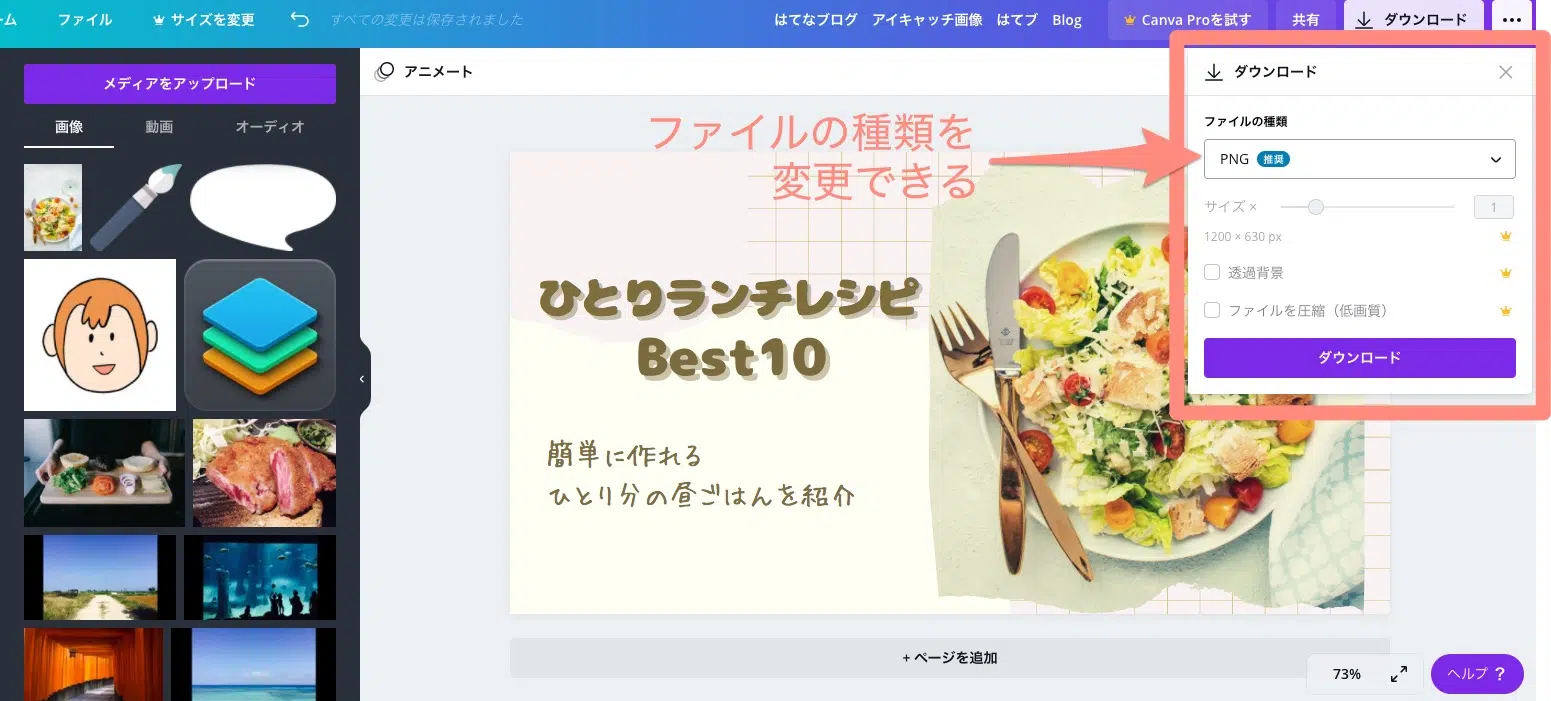 ーム ファイル サイズを変更 すべての変更は保存されました はてなブログ アイキャッチ画像 はてブ Blog Canva Proを試す 共有 ダウンロード
メディアをアップロード
画像 動画 オーディオ
アニメート
ファイルの種類を
変更できる
ひとりランチレシピ
Best10
簡単に作れる
ひとり分の昼ごはんを紹介
+ ページを追加
ダウンロード
ファイルの種類
PNG 推奨
サイズ × 1
1200 × 630 px
透過背景
ファイルを圧縮（低画質）
ダウンロード
73% ヘルプ ?